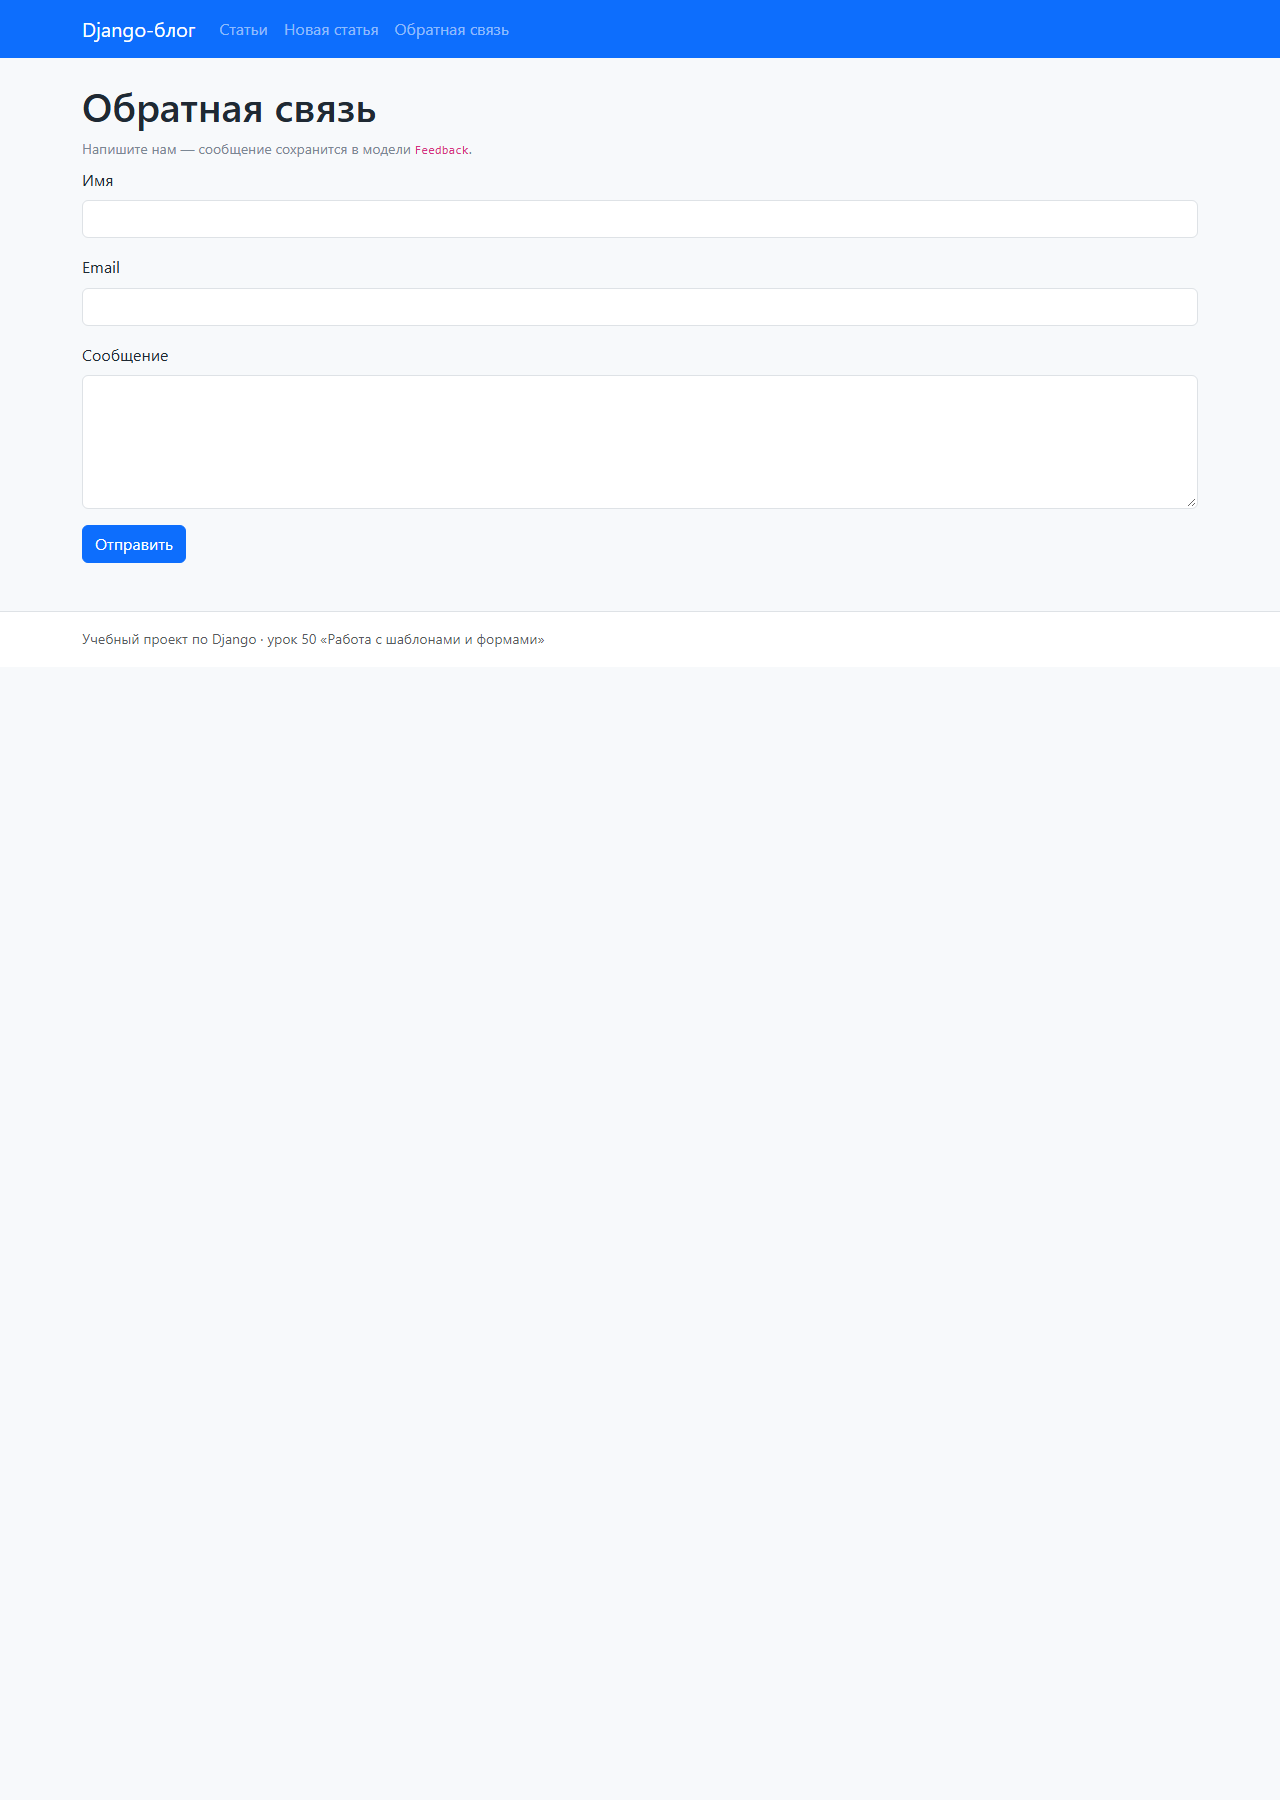 Django-блог Статьи Новая статья Обратная связь
Обратная связь
Напишите нам — сообщение сохранится в модели Feedback.
Имя
Email
Сообщение
Отправить
Учебный проект по Django · урок 50 «Работа с шаблонами и формами»